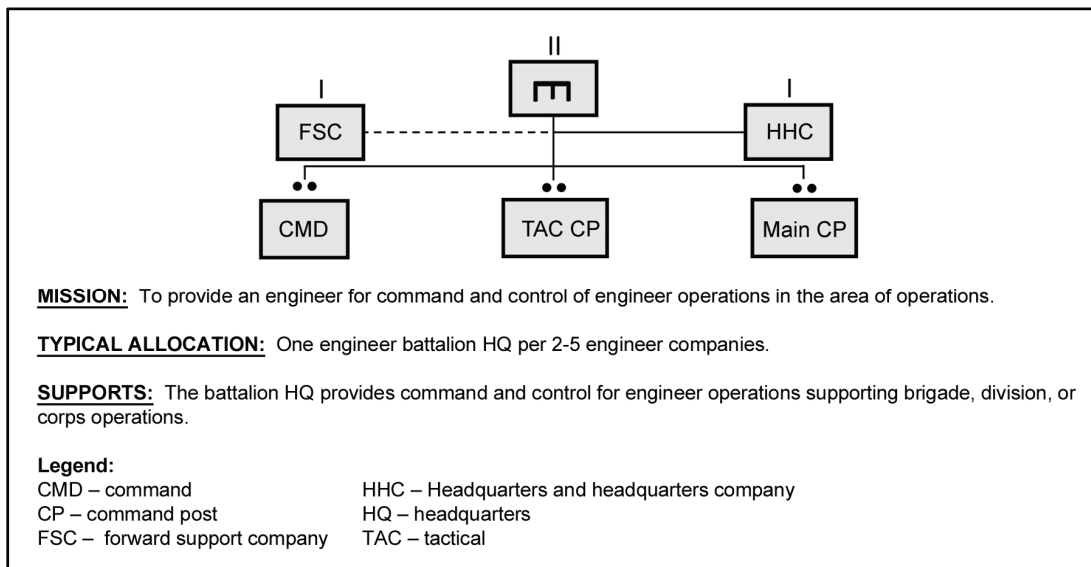 II
I
I
FSC
HHC
CMD
TAC CP
Main CP
MISSION: To provide an engineer for command and control of engineer operations in the area of operations.
TYPICAL ALLOCATION: One engineer battalion HQ per 2-5 engineer companies.
SUPPORTS: The battalion HQ provides command and control for engineer operations supporting brigade, division, or
corps operations.
Legend:
CMD – command HHC – Headquarters and headquarters company
CP – command post HQ – headquarters
FSC – forward support company TAC – tactical